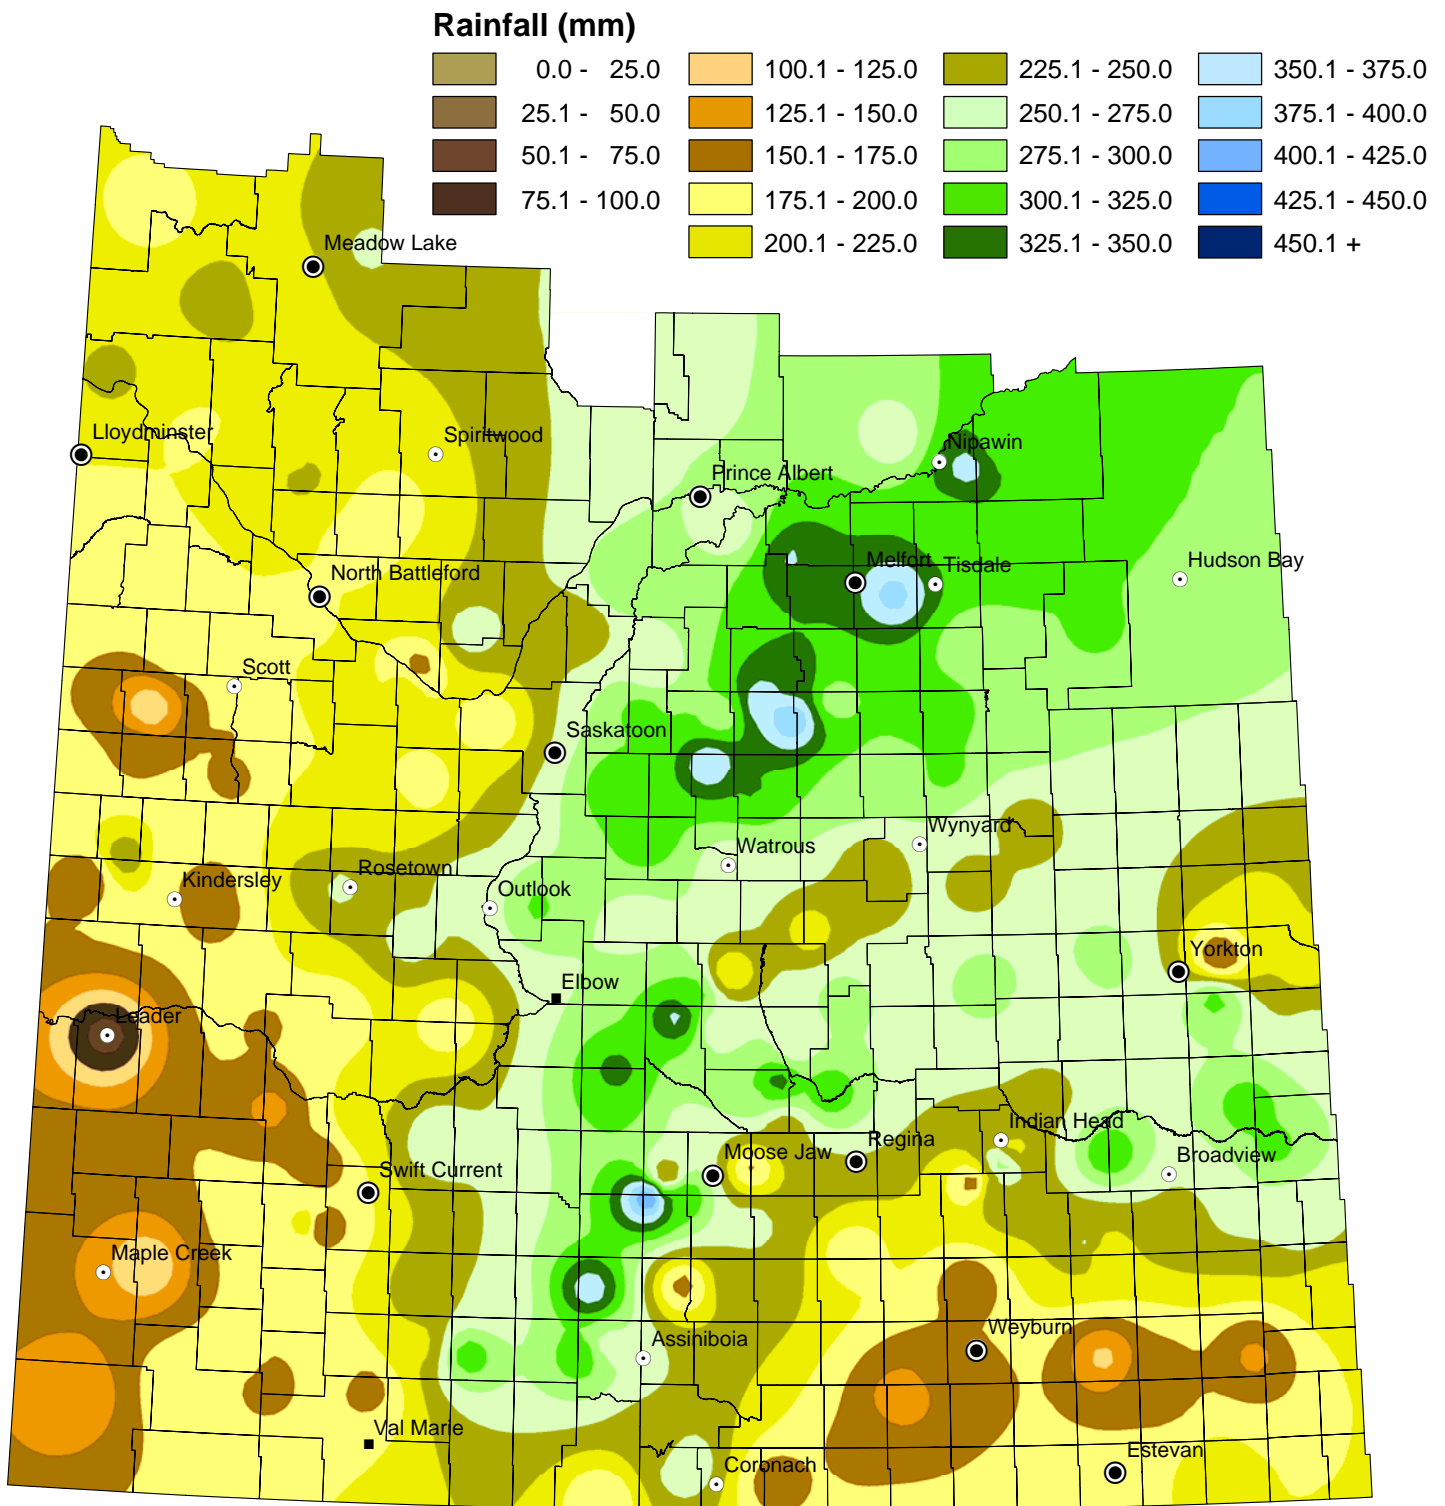 Rainfall (mm)
0.0 - 25.0
25.1 - 50.0
50.1 - 75.0
75.1 - 100.0
100.1 - 125.0
125.1 - 150.0
150.1 - 175.0
175.1 - 200.0
200.1 - 225.0
225.1 - 250.0
250.1 - 275.0
275.1 - 300.0
300.1 - 325.0
325.1 - 350.0
350.1 - 375.0
375.1 - 400.0
400.1 - 425.0
425.1 - 450.0
450.1 +
Meadow Lake
Lloydminster
Spiritwood
Nipawin
Prince Albert
Melfort
Tisdale
Hudson Bay
North Battleford
Scott
Saskatoon
Wynyard
Watrous
Rosetown
Kindersley
Outlook
Yorkton
Elbow
Leader
Indian Head
Regina
Moose Jaw
Broadview
Swift Current
Maple Creek
Weyburn
Assiniboia
Val Marie
Estevan
Coronach